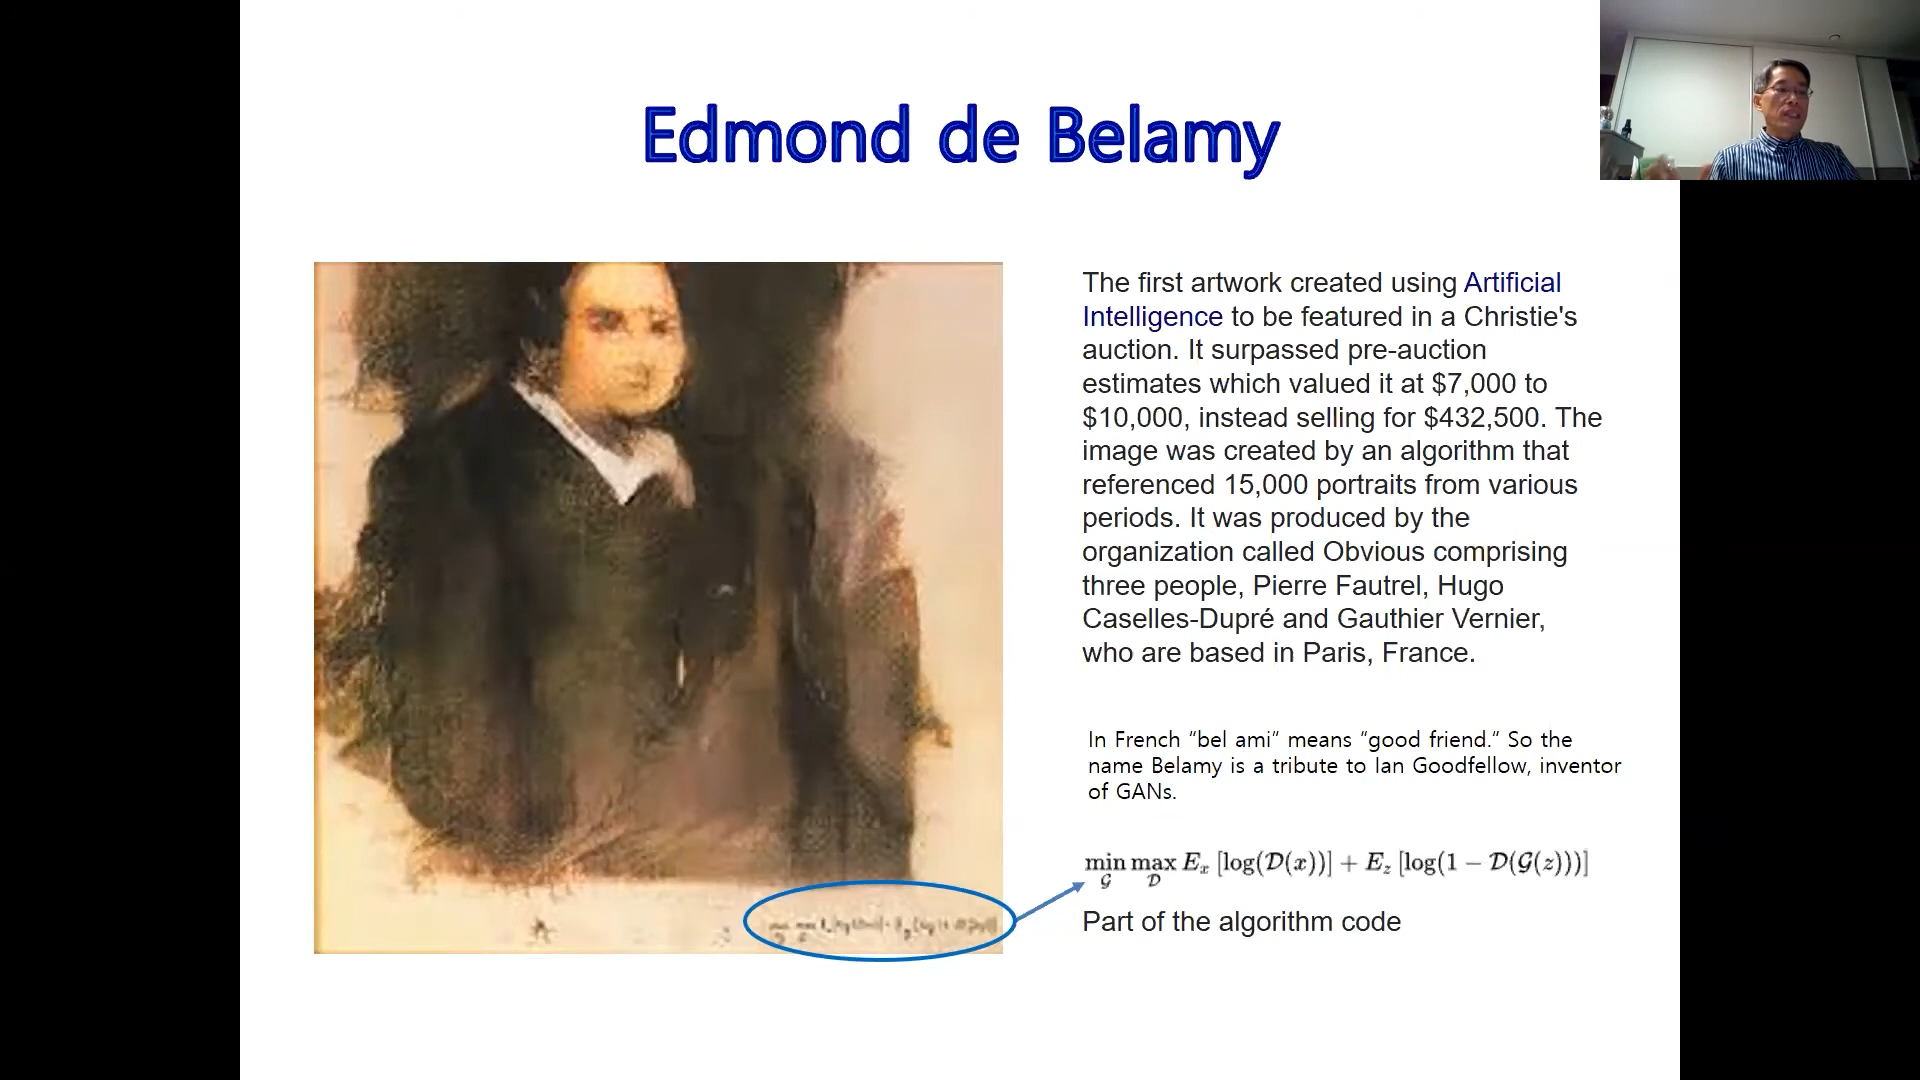 Edmond de Belamy
The first artwork created using Artificial
Intelligence to be featured in a Christie's
auction. It surpassed pre-auction
estimates which valued it at $7,000 to
$10,000, instead selling for $432,500. The
image was created by an algorithm that
referenced 15,000 portraits from various
periods. It was produced by the
organization called Obvious comprising
three people, Pierre Fautrel, Hugo
Caselles-Dupré and Gauthier Vernier,
who are based in Paris, France.
In French “bel ami” means “good friend.” So the
name Belamy is a tribute to Ian Goodfellow, inventor
of GANs.
min max E_x [log(𝒟(x))] + E_z [log(1 − 𝒟(𝒢(z)))]
𝒢 𝒟
Part of the algorithm code